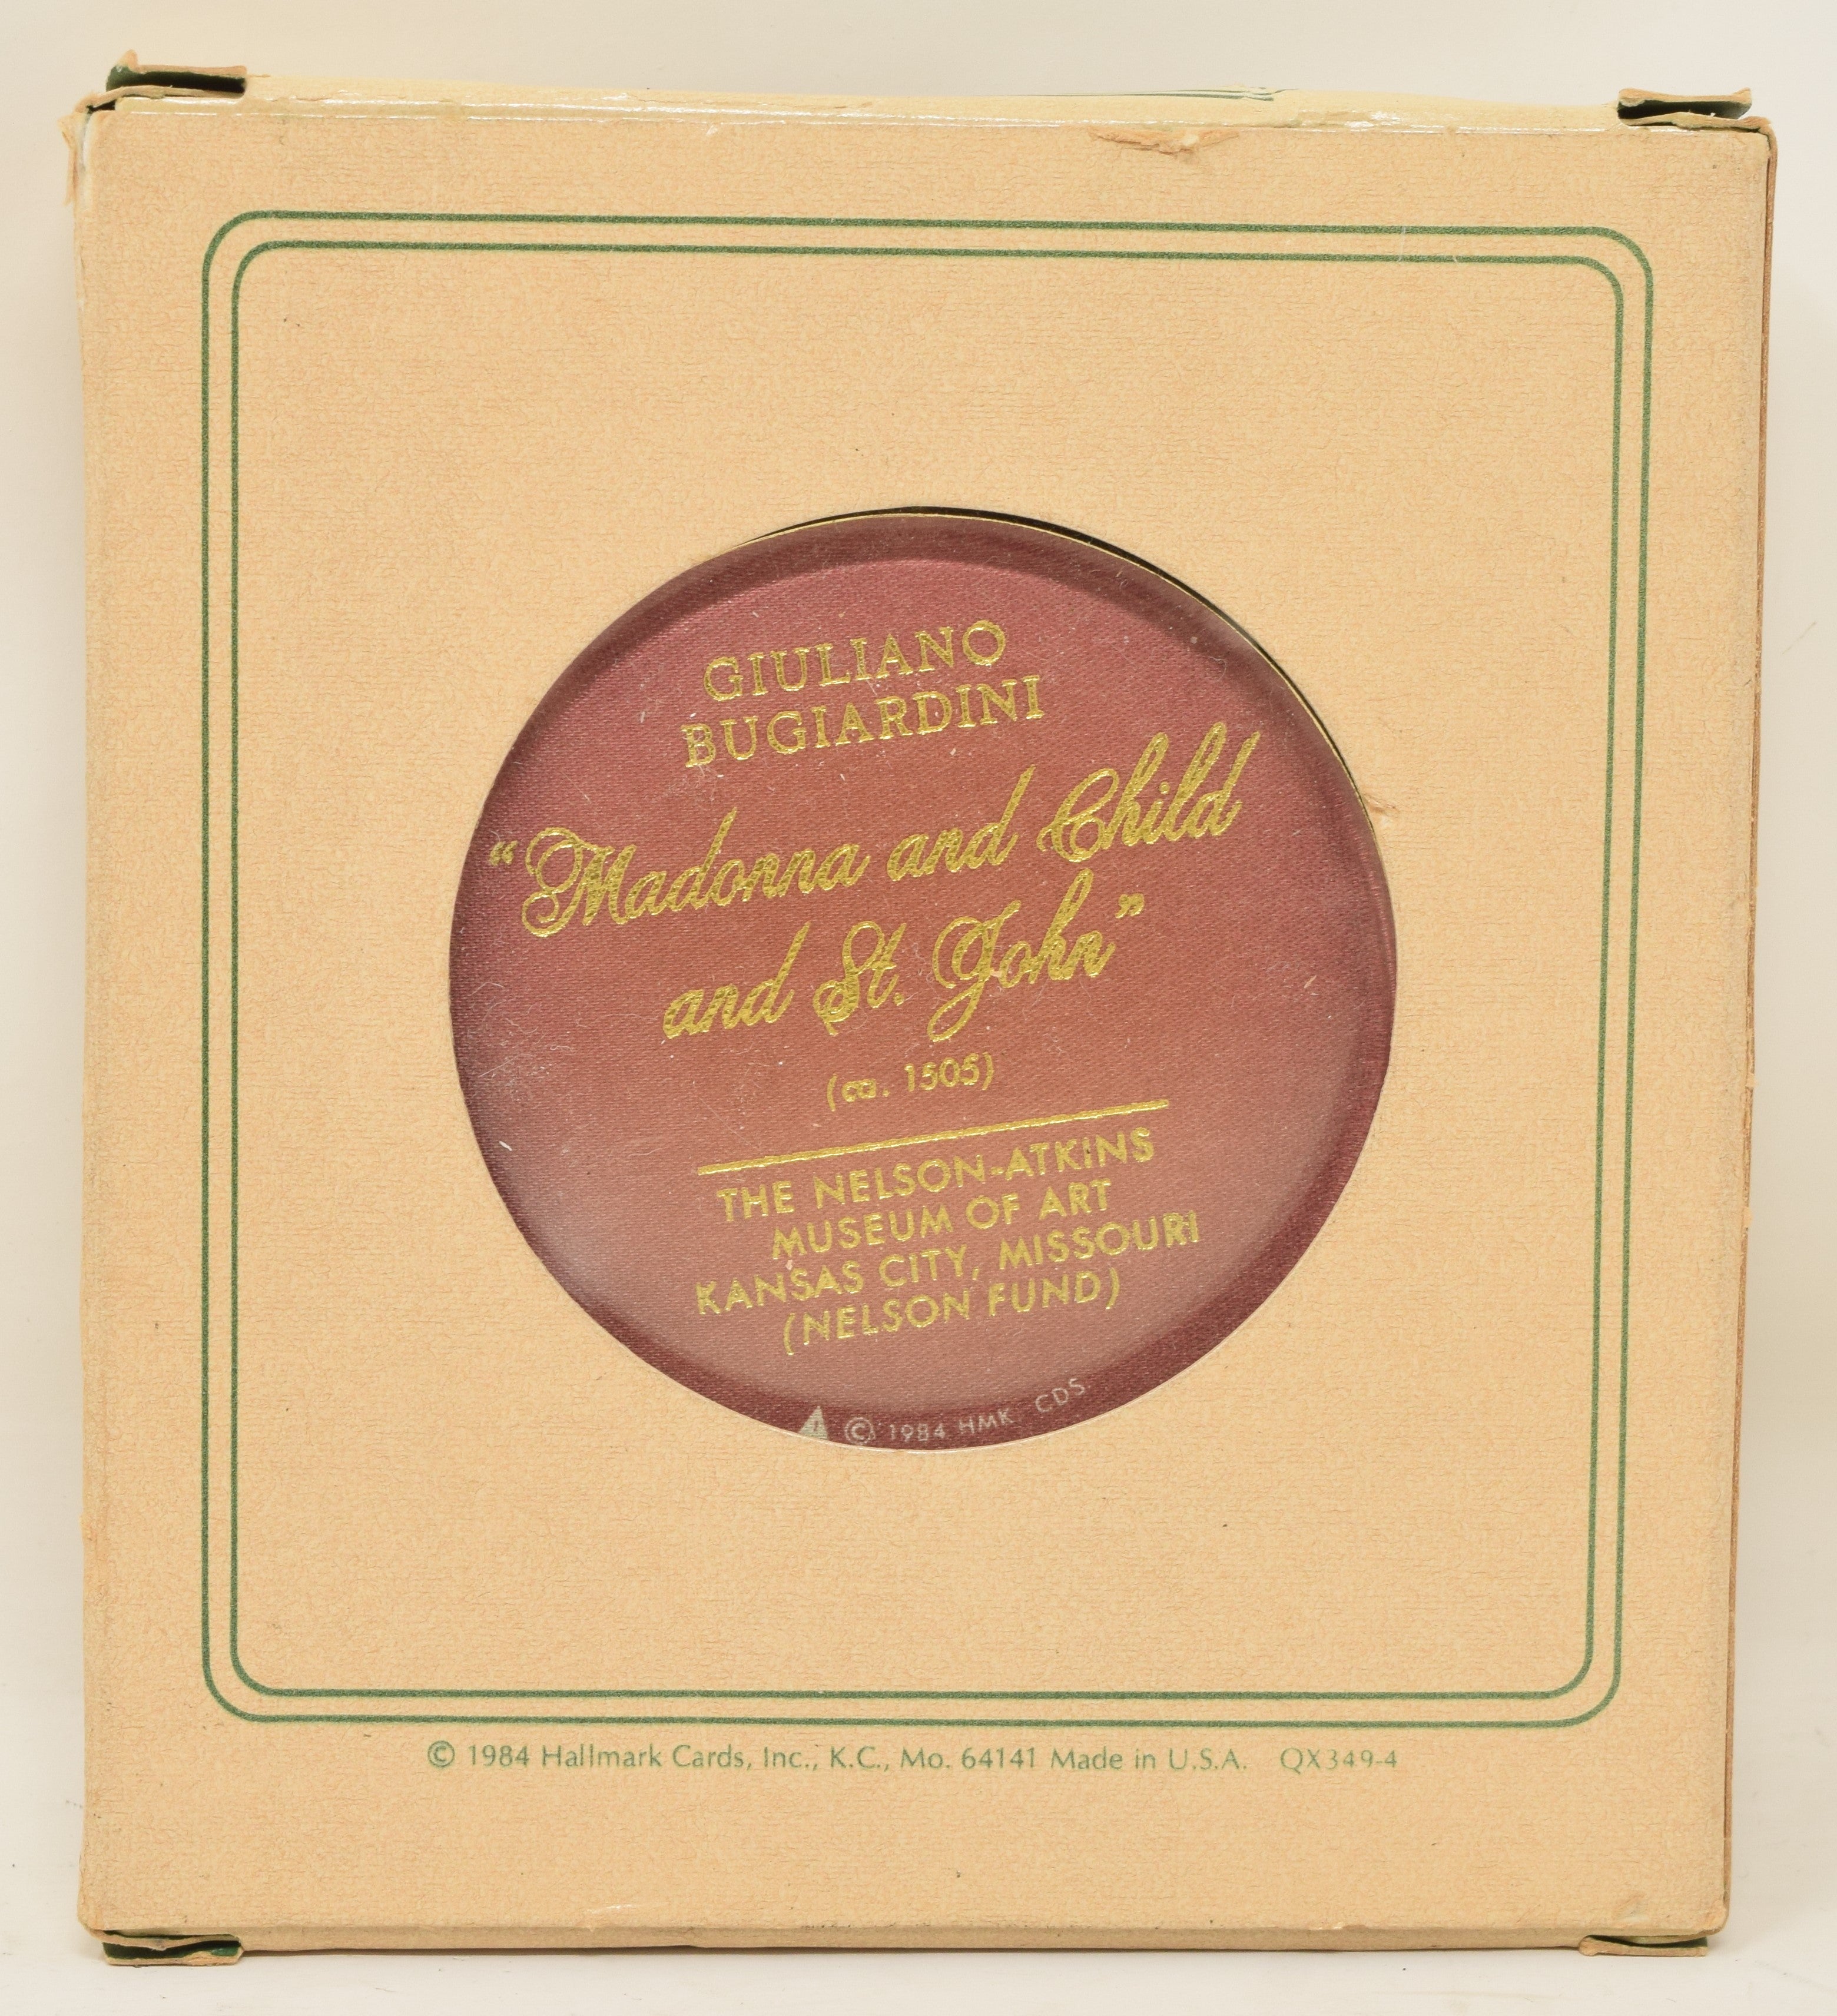 GIULIANO
BUGIARDINI
“Madonna and Child
and St. John”
(ca. 1505)
THE NELSON-ATKINS
MUSEUM OF ART
KANSAS CITY, MISSOURI
(NELSON FUND)
© 1984 HMK CDS
© 1984 Hallmark Cards, Inc., K.C., Mo. 64141 Made in U.S.A. QX349-4